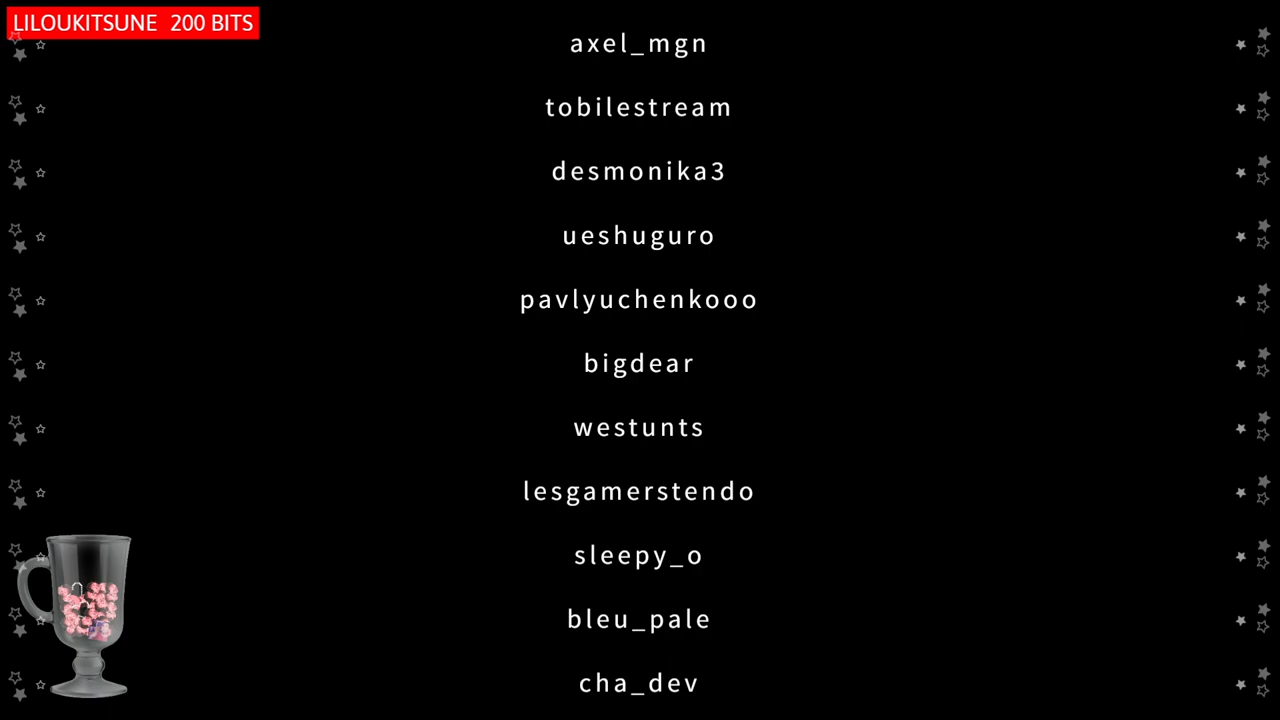 LILOUKITSUNE 200 BITS
axel_mgn
tobilestream
desmonika3
ueshuguro
pavlyuchenkooo
bigdear
westunts
lesgamerstendo
sleepy_o
bleu_pale
cha_dev